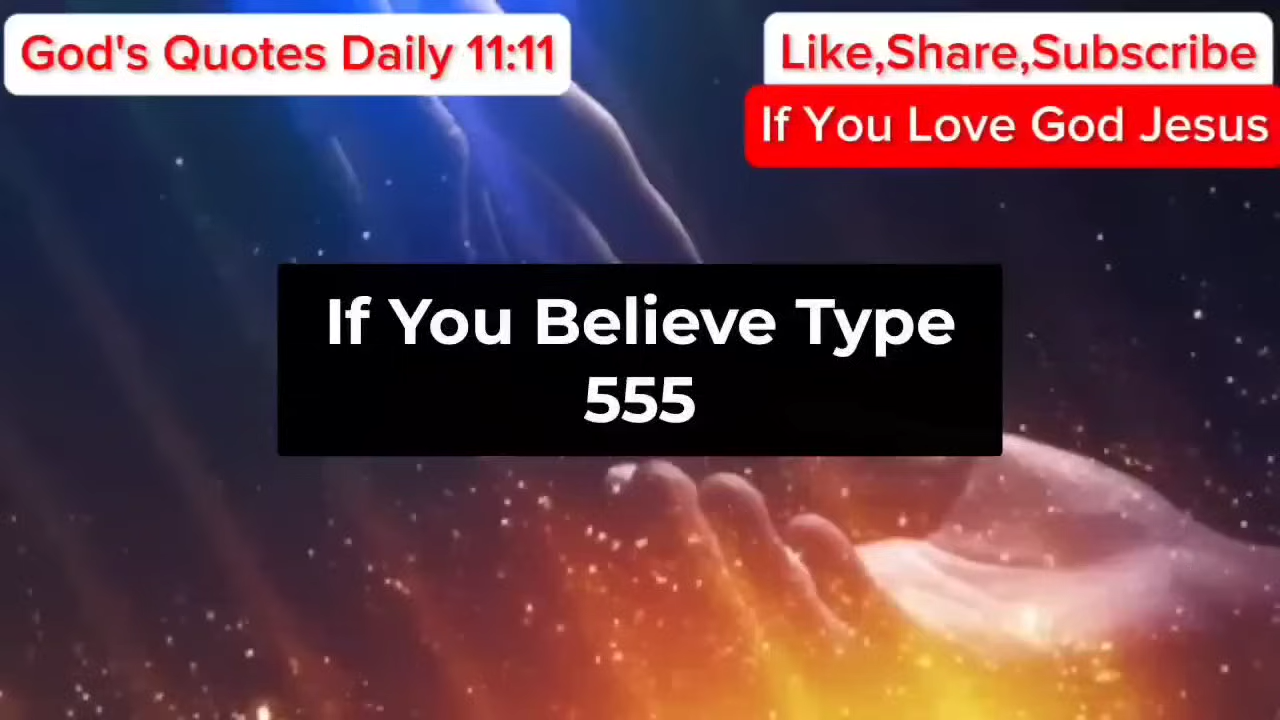 God's Quotes Daily 11:11
Like,Share,Subscribe
If You Love God Jesus
If You Believe Type
555